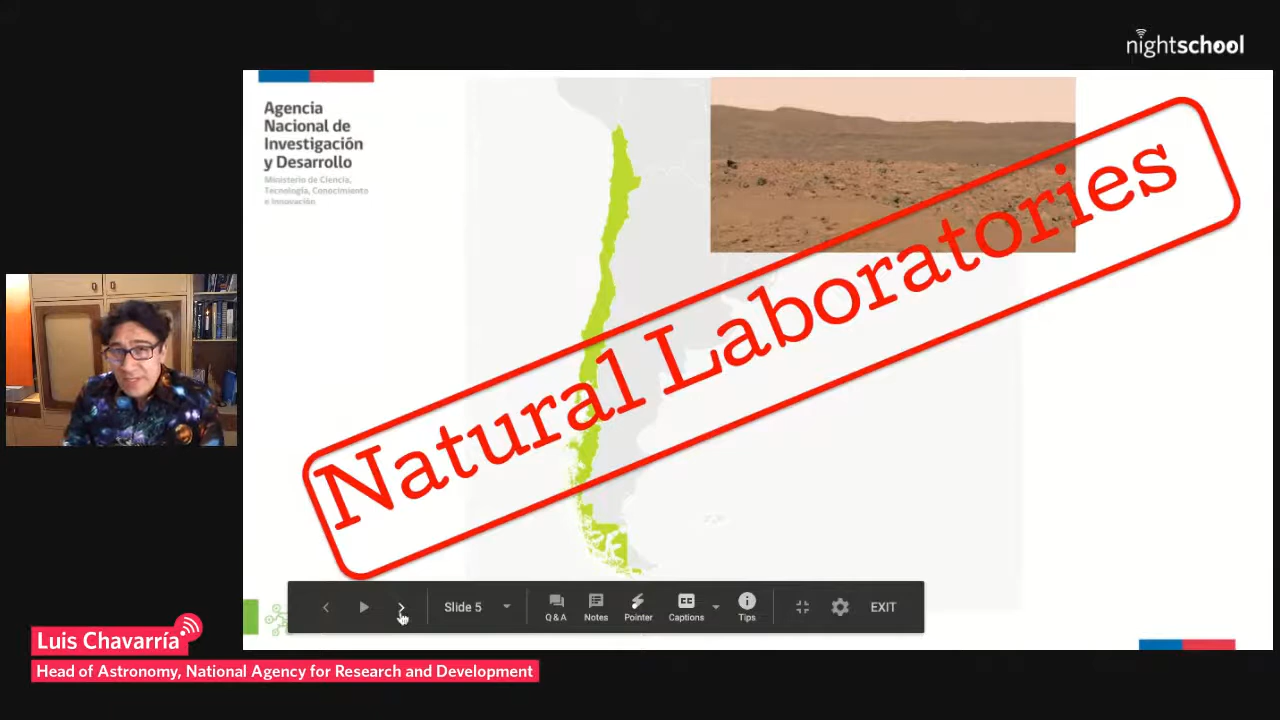 nightschool
Agencia
Nacional de
Investigación
y Desarrollo
Ministerio de Ciencia,
Tecnología, Conocimiento
e Innovación
Natural Laboratories
Slide 5
Q&A
Notes
Pointer
CC
Captions
Tips
EXIT
Luis Chavarría
Head of Astronomy, National Agency for Research and Development